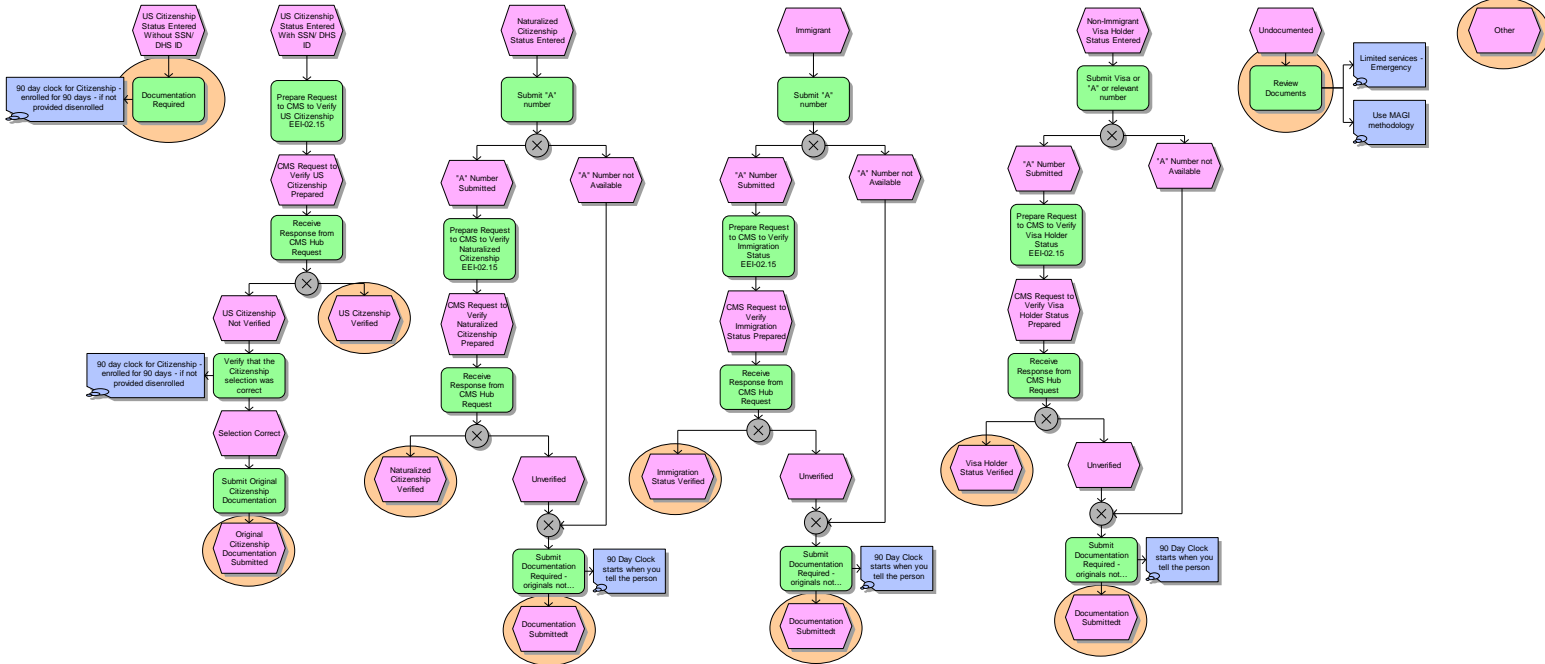 US Citizenship
Status Entered
Without SSN/
DHS ID
Documentation
Required
90 day clock for Citizenship -
enrolled for 90 days - if not
provided disenrolled
US Citizenship
Status Entered
With SSN/ DHS
ID
Prepare Request
to CMS to Verify
US Citizenship
EEI-02.15
CMS Request to
Verify US
Citizenship
Prepared
Receive
Response from
CMS Hub
Request
US Citizenship
Not Verified
US Citzenship
Verified
Verify that the
Citizenship
selection was
correct
90 day clock for Citizenship -
enrolled for 90 days - if not
provided disenrolled
Selection Correct
Submit Original
Citizenship
Documentation
Original
Citizenship
Documentation
Submitted
Naturalized
Citizenship
Status Entered
Submit "A"
number
"A" Number
Submitted
"A" Number not
Available
Prepare Request
to CMS to Verify
Naturalized
Citizenship
EEI-02.15
CMS Request to
Verify
Naturalized
Citizenship
Prepared
Receive
Response from
CMS Hub
Request
Naturalized
Citizenship
Verified
Unverified
Submit
Documentation
Required -
originals not...
90 Day Clock
starts when you
tell the person
Documentation
Submittedt
Immigrant
Submit "A"
number
"A" Number
Submitted
"A" Number not
Available
Prepare Request
to CMS to Verify
Immigration
Status
EEI-02.15
CMS Request to
Verify
Immigration
Status Prepared
Receive
Response from
CMS Hub
Request
Immigration
Status Verified
Unverified
Submit
Documentation
Required -
originals not...
90 Day Clock
starts when you
tell the person
Documentation
Submittedt
Non-Immigrant
Visa Holder
Status Entered
Submit Visa or
"A" or relevant
number
"A" Number
Submitted
"A" Number not
Available
Prepare Request
to CMS to Verify
Visa Holder
Status
EEI-02.15
CMS Request to
Verify Visa
Holder Status
Prepared
Receive
Response from
CMS Hub
Request
Visa Holder
Status Verified
Unverified
Submit
Documentation
Required -
originals not...
90 Day Clock
starts when you
tell the person
Documentation
Submittedt
Undocumented
Review
Documents
Limited services -
Emergency
Use MAGI
methodology
Other